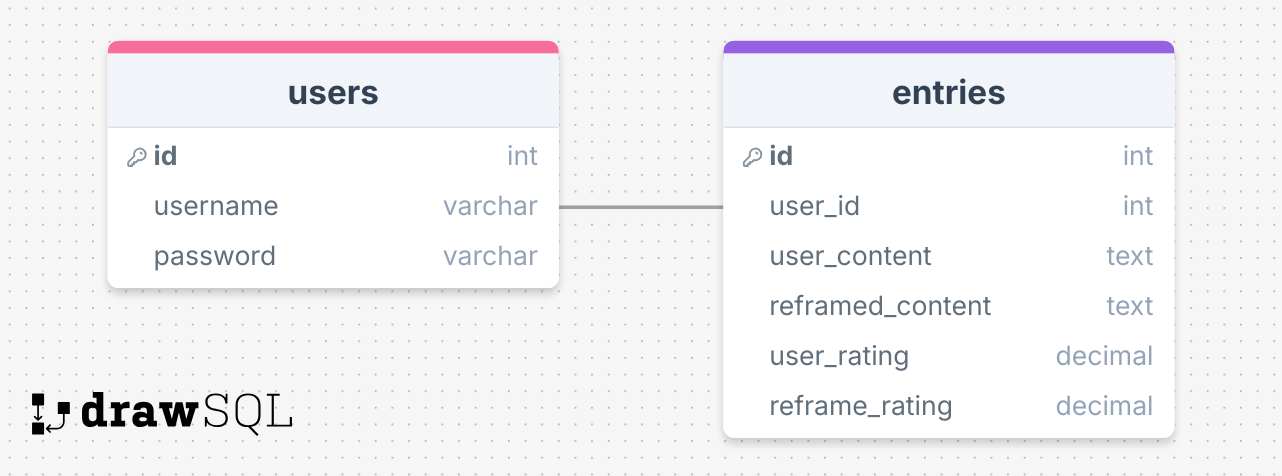 users
id int
username varchar
password varchar
entries
id int
user_id int
user_content text
reframed_content text
user_rating decimal
reframe_rating decimal
drawSQL